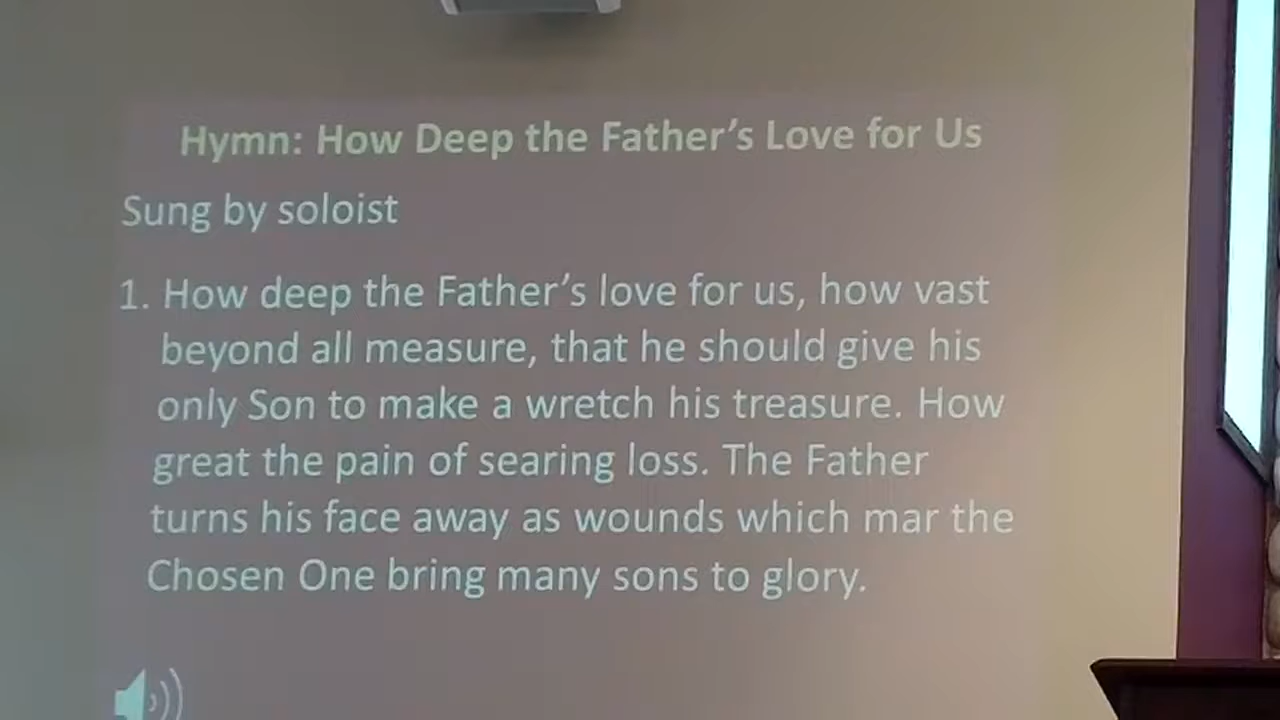 Hymn: How Deep the Father's Love for Us
Sung by soloist
1. How deep the Father's love for us, how vast
beyond all measure, that he should give his
only Son to make a wretch his treasure. How
great the pain of searing loss. The Father
turns his face away as wounds which mar the
Chosen One bring many sons to glory.